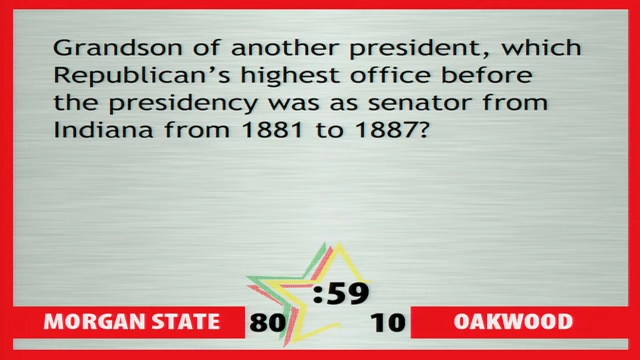 Grandson of another president, which
Republican's highest office before
the presidency was as senator from
Indiana from 1881 to 1887?
:59
MORGAN STATE 80 10 OAKWOOD